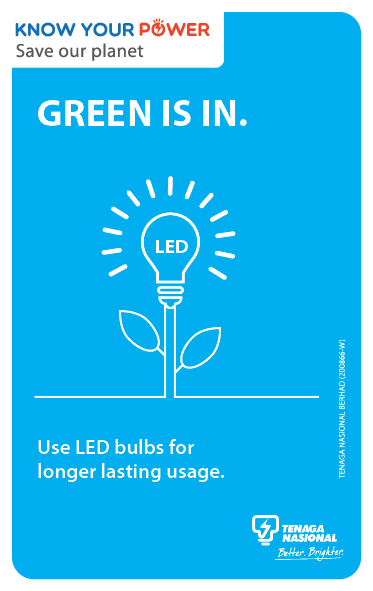 KNOW YOUR POWER
Save our planet
GREEN IS IN.
LED
Use LED bulbs for
longer lasting usage.
TENAGA NASIONAL BERHAD (200866-W)
TENAGA
NASIONAL
Better. Brighter.